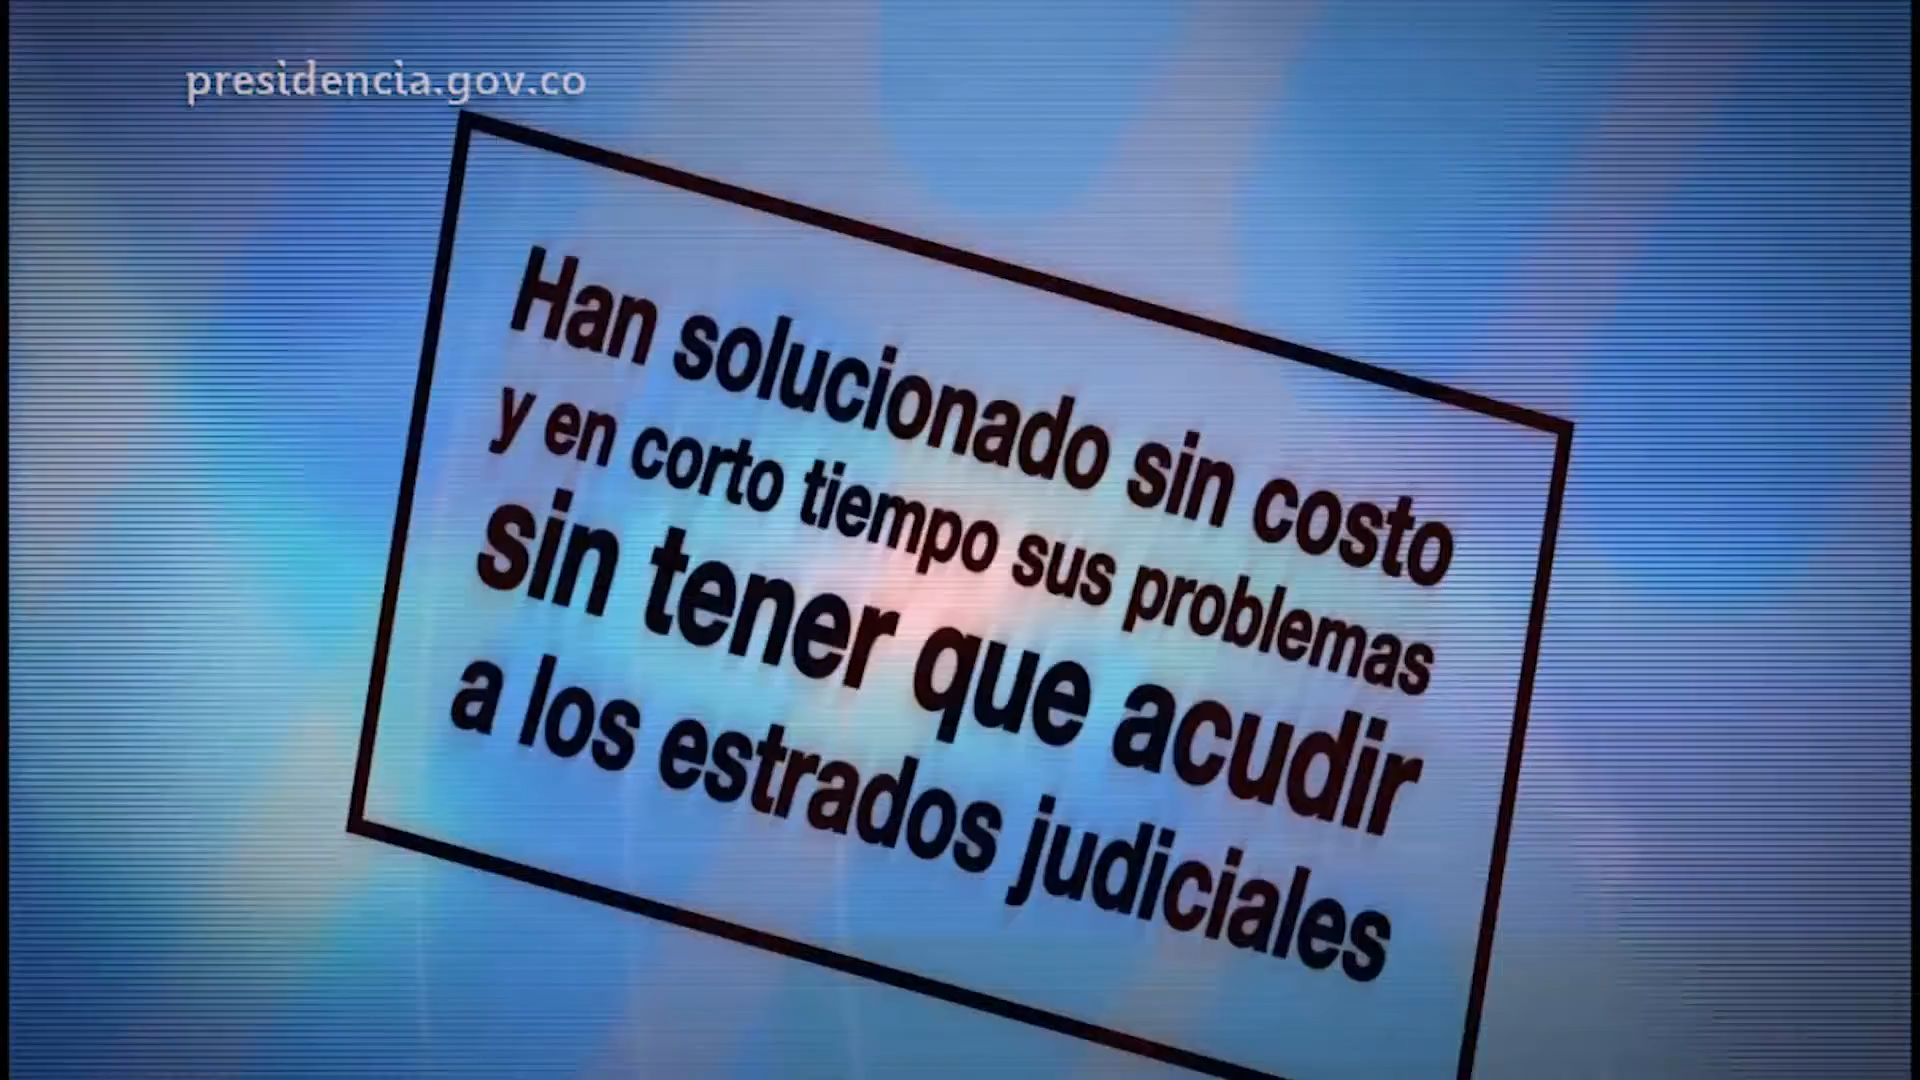 presidencia.gov.co
Han solucionado sin costo
y en corto tiempo sus problemas
sin tener que acudir
a los estrados judiciales